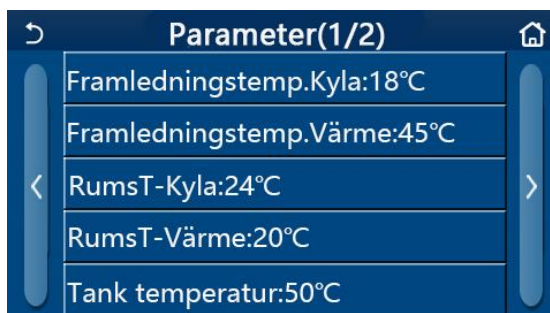 Parameter(1/2)
Framledningstemp.Kyla:18℃
Framledningstemp.Värme:45℃
RumsT-Kyla:24℃
RumsT-Värme:20℃
Tank temperatur:50℃